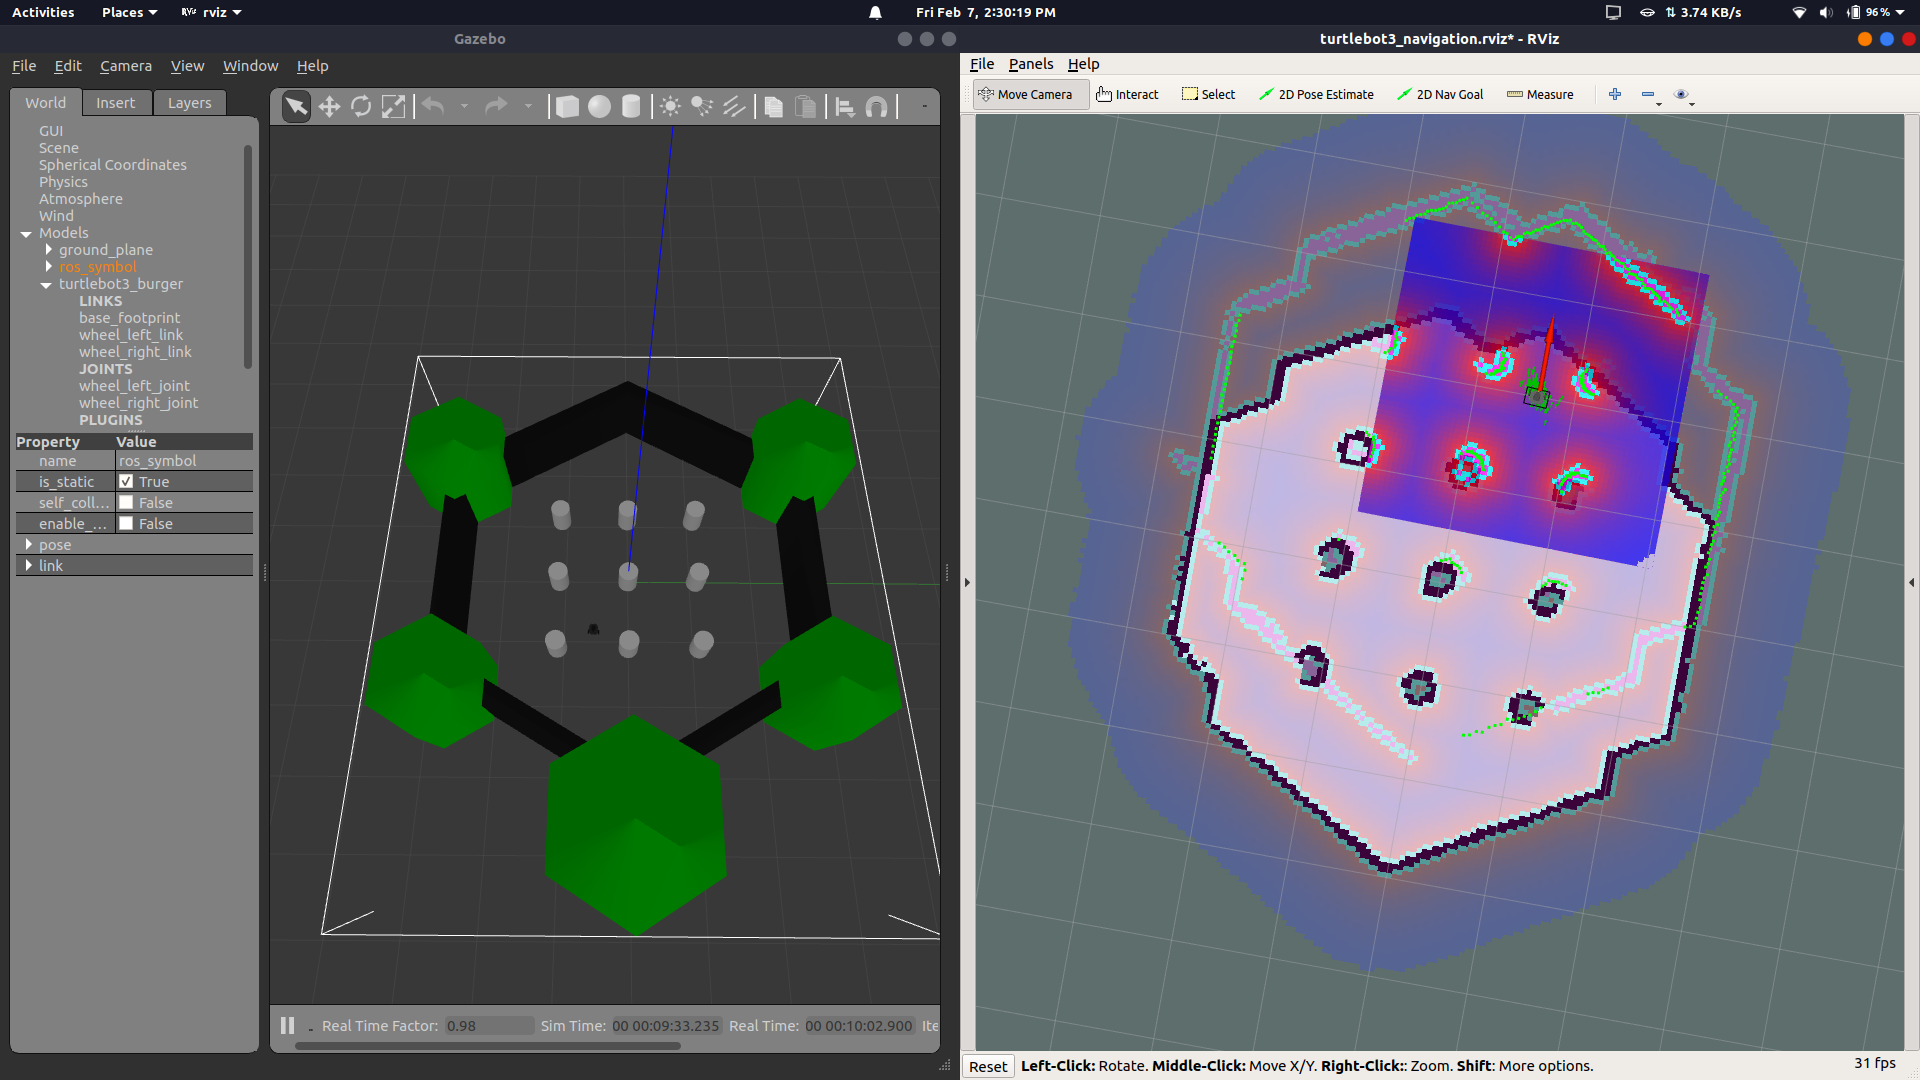 Activities Places rviz Fri Feb 7, 2:30:19 PM 3.74 KB/s 96 %
Gazebo
File Edit Camera View Window Help
World Insert Layers
GUI
Scene
Spherical Coordinates
Physics
Atmosphere
Wind
Models
ground_plane
ros_symbol
turtlebot3_burger
LINKS
base_footprint
wheel_left_link
wheel_right_link
JOINTS
wheel_left_joint
wheel_right_joint
PLUGINS
Property Value
name ros_symbol
is_static True
self_coll... False
enable_... False
pose
link
Real Time Factor: 0.98 Sim Time: 00 00:09:33.235 Real Time: 00 00:10:02.900 Ite
turtlebot3_navigation.rviz* - RViz
File Panels Help
Move Camera Interact Select 2D Pose Estimate 2D Nav Goal Measure
Reset Left-Click: Rotate. Middle-Click: Move X/Y. Right-Click:: Zoom. Shift: More options. 31 fps